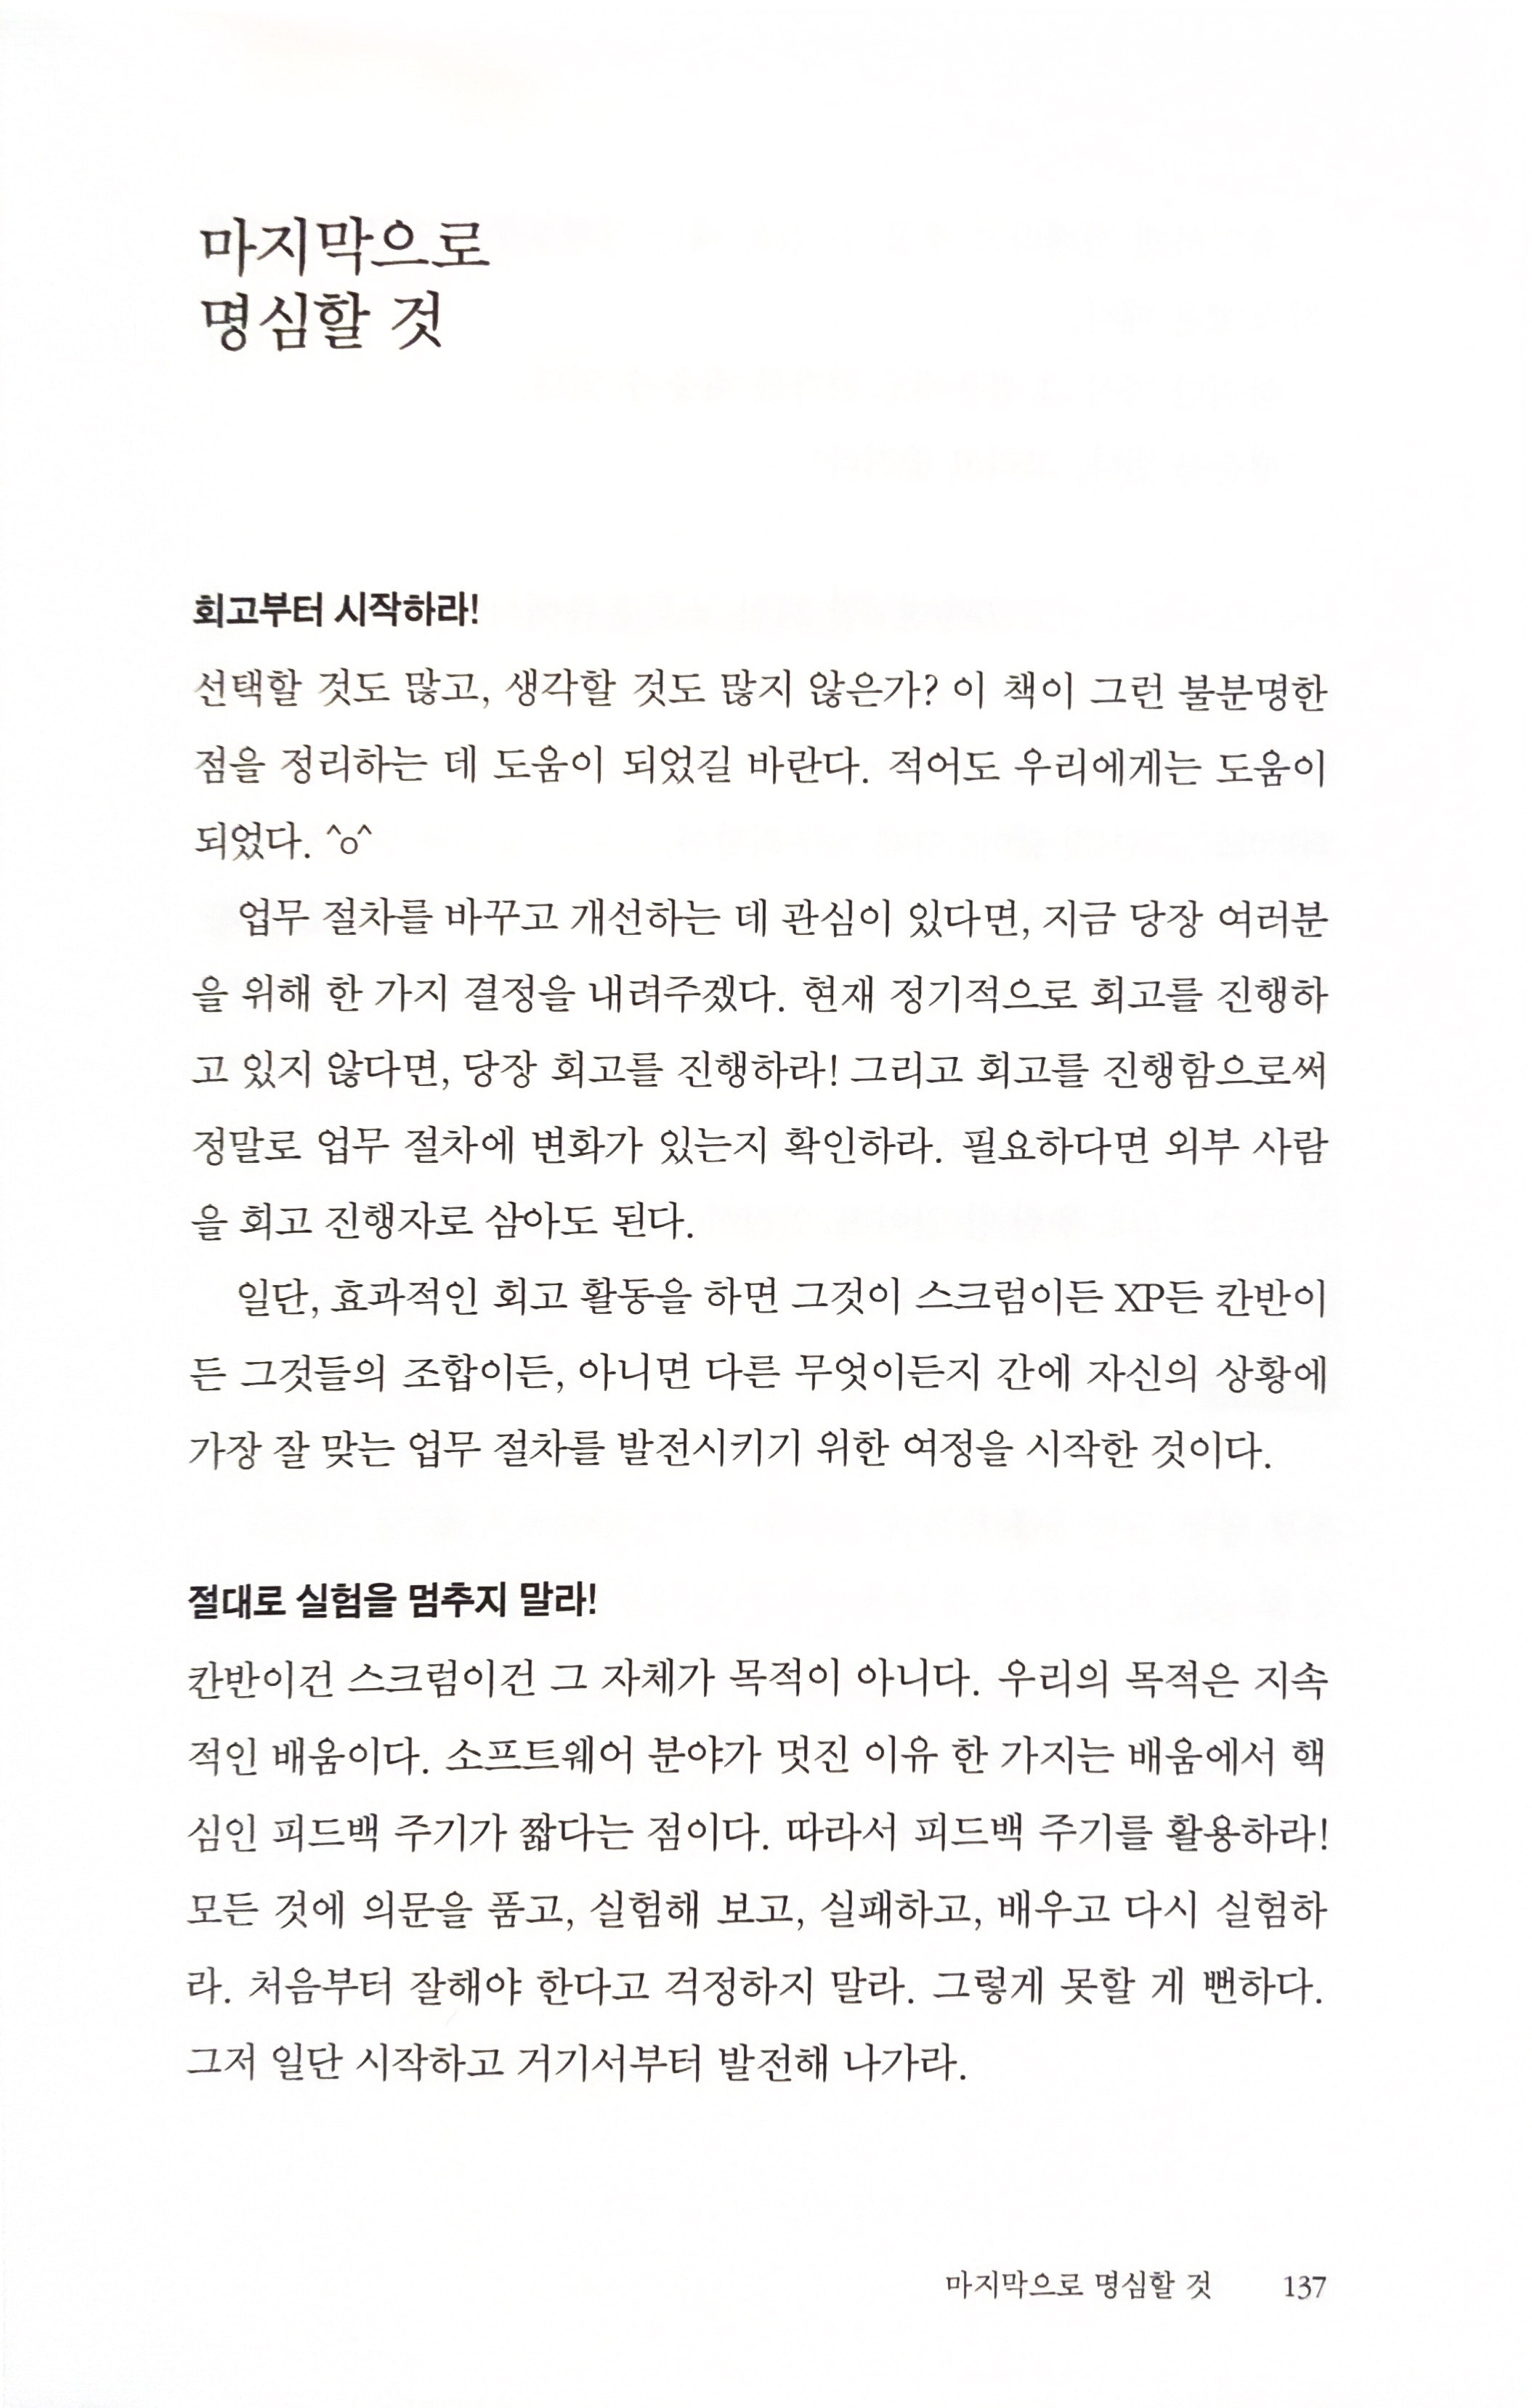 마지막으로
명심할 것
회고부터 시작하라!
선택할 것도 많고, 생각할 것도 많지 않은가? 이 책이 그런 불분명한
점을 정리하는 데 도움이 되었길 바란다. 적어도 우리에게는 도움이
되었다. ^o^
업무 절차를 바꾸고 개선하는 데 관심이 있다면, 지금 당장 여러분
을 위해 한 가지 결정을 내려주겠다. 현재 정기적으로 회고를 진행하
고 있지 않다면, 당장 회고를 진행하라! 그리고 회고를 진행함으로써
정말로 업무 절차에 변화가 있는지 확인하라. 필요하다면 외부 사람
을 회고 진행자로 삼아도 된다.
일단, 효과적인 회고 활동을 하면 그것이 스크럼이든 XP든 칸반이
든 그것들의 조합이든, 아니면 다른 무엇이든지 간에 자신의 상황에
가장 잘 맞는 업무 절차를 발전시키기 위한 여정을 시작한 것이다.
절대로 실험을 멈추지 말라!
칸반이건 스크럼이건 그 자체가 목적이 아니다. 우리의 목적은 지속
적인 배움이다. 소프트웨어 분야가 멋진 이유 한 가지는 배움에서 핵
심인 피드백 주기가 짧다는 점이다. 따라서 피드백 주기를 활용하라!
모든 것에 의문을 품고, 실험해 보고, 실패하고, 배우고 다시 실험하
라. 처음부터 잘해야 한다고 걱정하지 말라. 그렇게 못할 게 뻔하다.
그저 일단 시작하고 거기서부터 발전해 나가라.
마지막으로 명심할 것 137